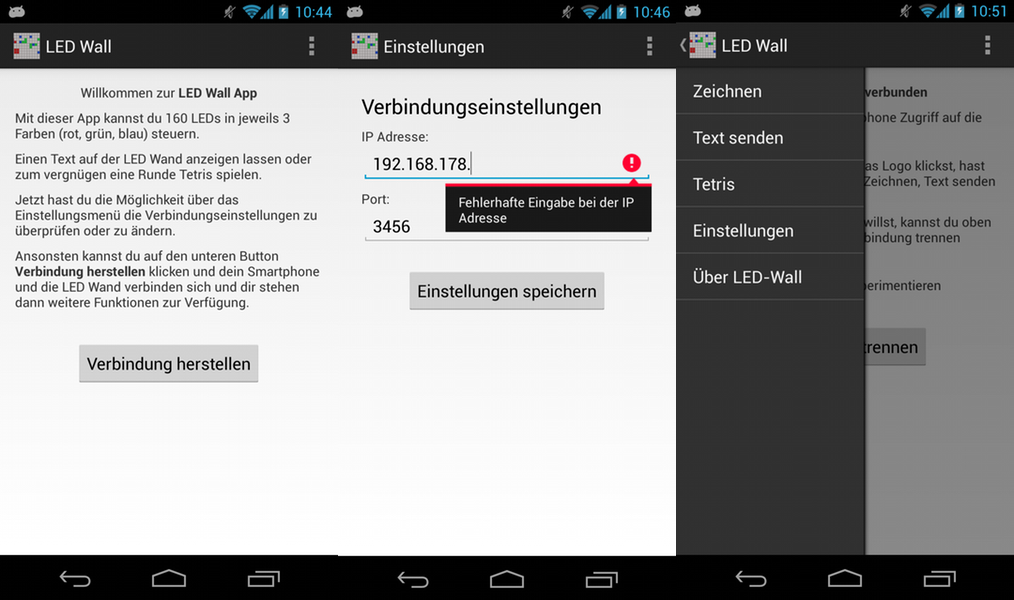 10:44
LED Wall
Willkommen zur LED Wall App
Mit dieser App kannst du 160 LEDs in jeweils 3
Farben (rot, grün, blau) steuern.
Einen Text auf der LED Wand anzeigen lassen oder
zum vergnügen eine Runde Tetris spielen.
Jetzt hast du die Möglichkeit über das
Einstellungsmenü die Verbindungseinstellungen zu
überprüfen oder zu ändern.
Ansonsten kannst du auf den unteren Button
Verbindung herstellen klicken und dein Smartphone
und die LED Wand verbinden sich und dir stehen
dann weitere Funktionen zur Verfügung.
Verbindung herstellen
10:46
Einstellungen
Verbindungseinstellungen
IP Adresse:
192.168.178.
Fehlerhafte Eingabe bei der IP
Adresse
Port:
3456
Einstellungen speichern
10:51
LED Wall
Zeichnen
Text senden
Tetris
Einstellungen
Über LED-Wall
verbunden
Zugriff auf die
Logo klickst, hast
Zeichnen, Text senden
willst, kannst du oben
trennen
trennen